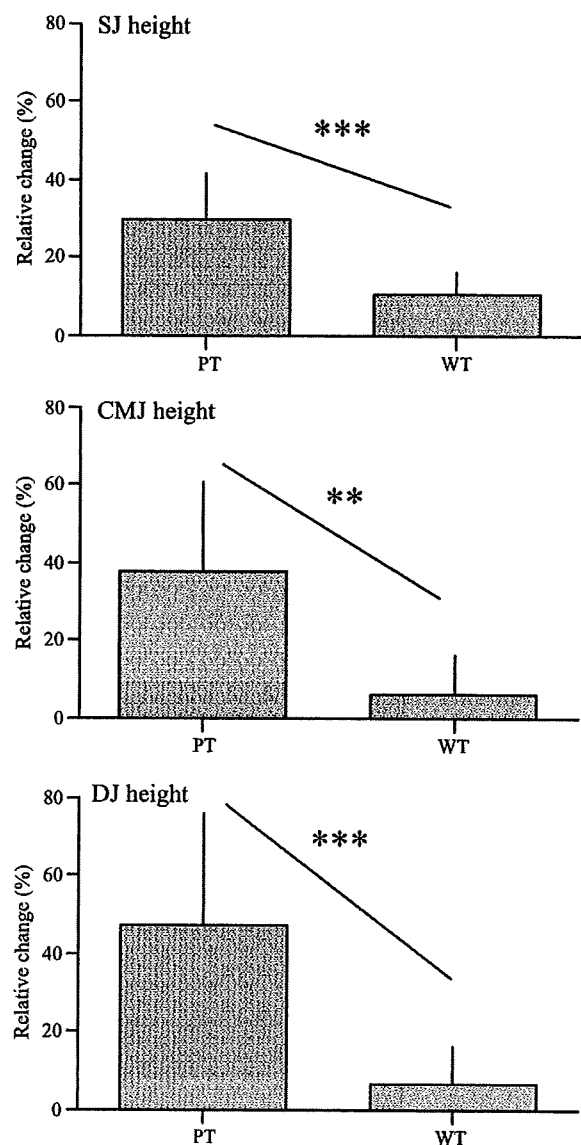 SJ height
80
60
40
20
0
Relative change (%)
***
PT WT
CMJ height
80
60
40
20
0
Relative change (%)
**
PT WT
DJ height
80
60
40
20
0
Relative change (%)
***
PT WT